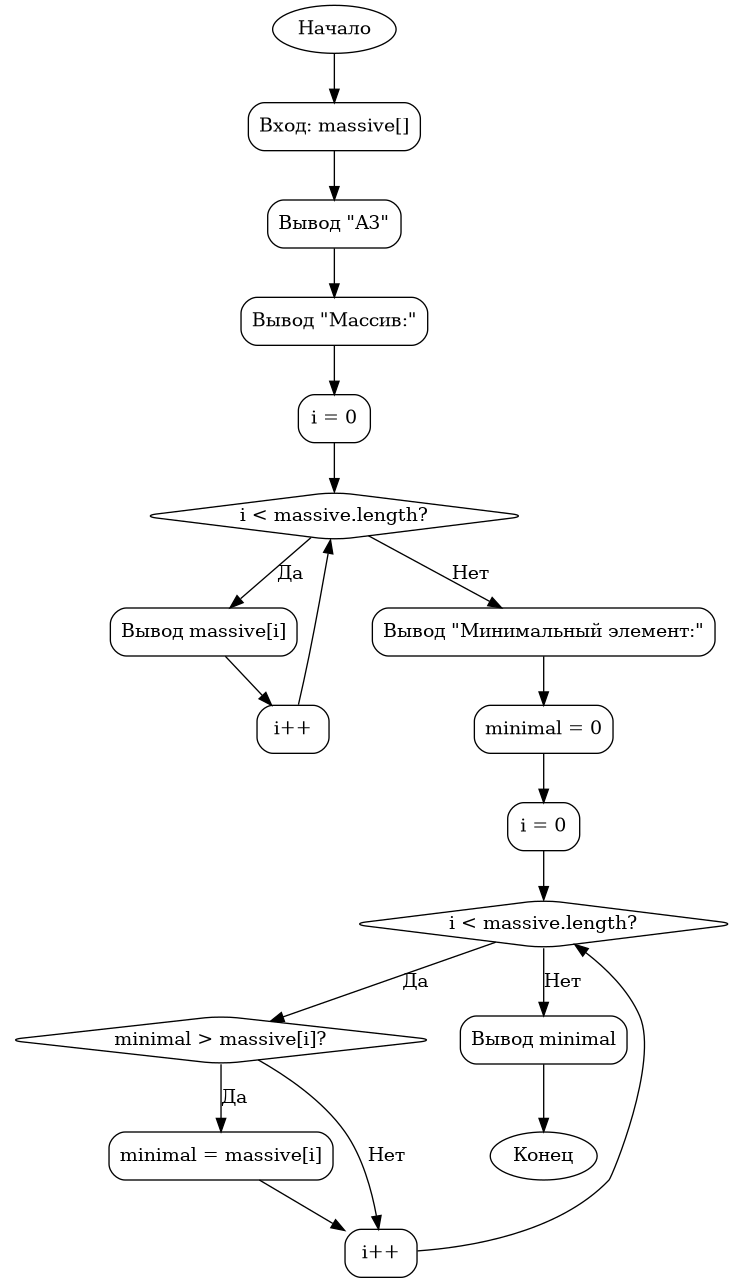 Начало
Вход: massive[]
Вывод "А3"
Вывод "Массив:"
i = 0
i < massive.length?
Да
Нет
Вывод massive[i]
Вывод "Минимальный элемент:"
i++
minimal = 0
i = 0
i < massive.length?
Да
Нет
minimal > massive[i]?
Вывод minimal
Да
Нет
minimal = massive[i]
Конец
i++